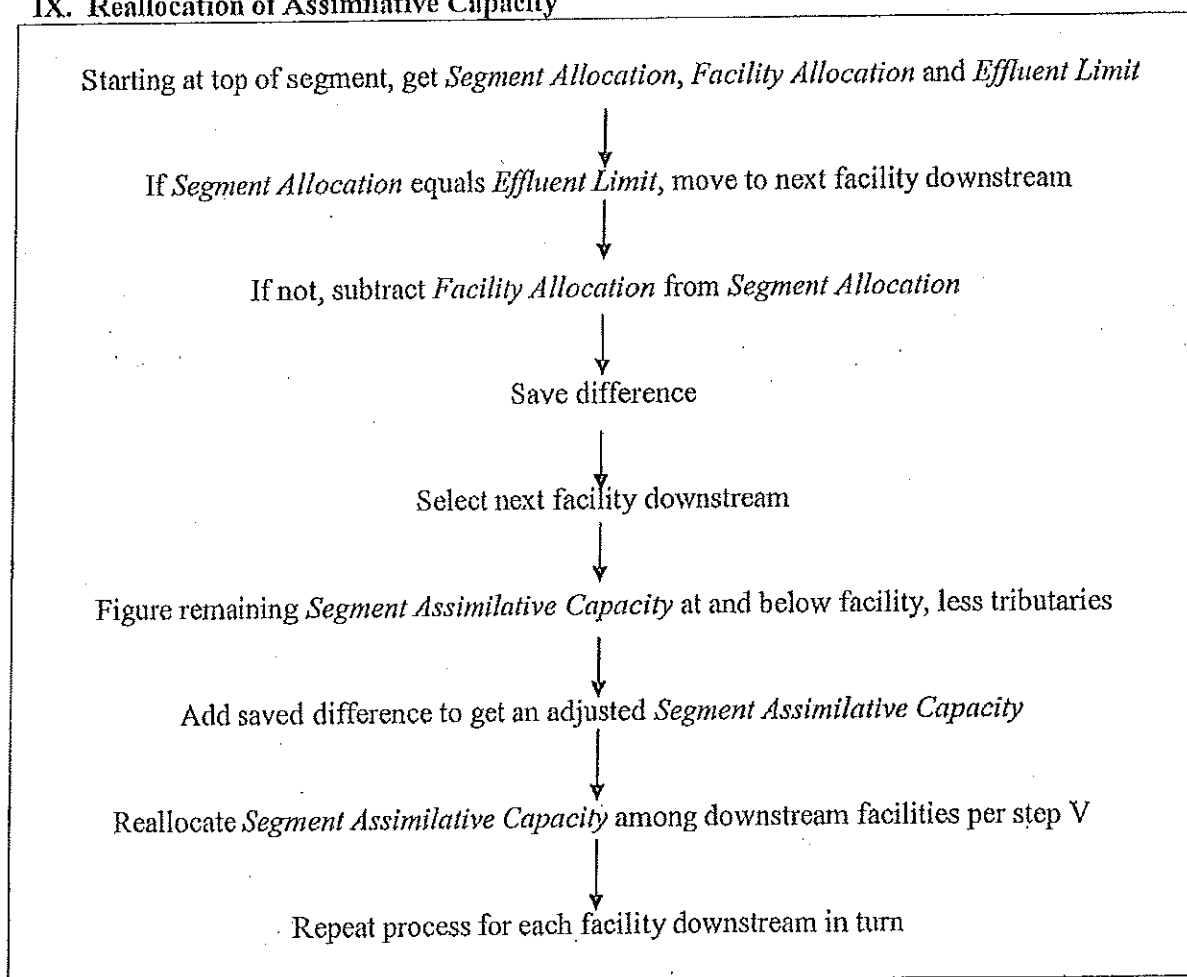 IX. Reallocation of Assimilative Capacity
Starting at top of segment, get Segment Allocation, Facility Allocation and Effluent Limit
If Segment Allocation equals Effluent Limit, move to next facility downstream
If not, subtract Facility Allocation from Segment Allocation
Save difference
Select next facility downstream
Figure remaining Segment Assimilative Capacity at and below facility, less tributaries
Add saved difference to get an adjusted Segment Assimilative Capacity
Reallocate Segment Assimilative Capacity among downstream facilities per step V
Repeat process for each facility downstream in turn